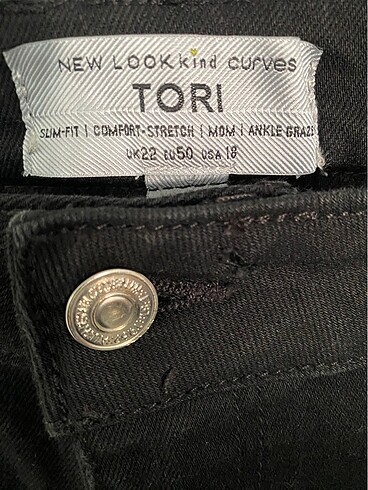 NEW LOOK kind curves
TORI
SLIM-FIT | COMFORT-STRETCH | MOM | ANKLE GRAZE
UK22 EU50 USA 18